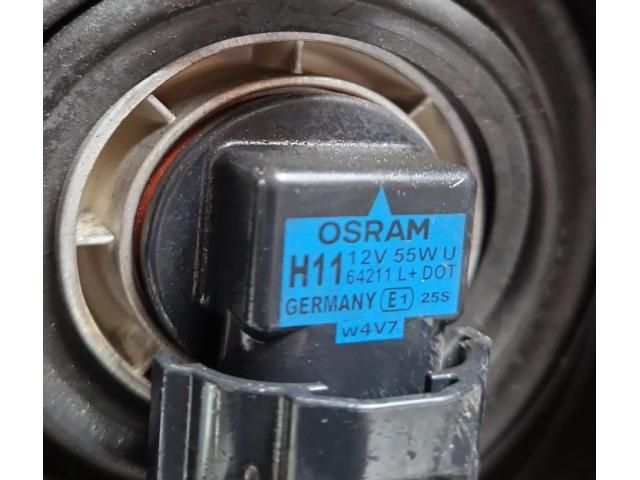 OSRAM
H11 12V 55W U
64211 L+ DOT
GERMANY E1 25S
W4V7